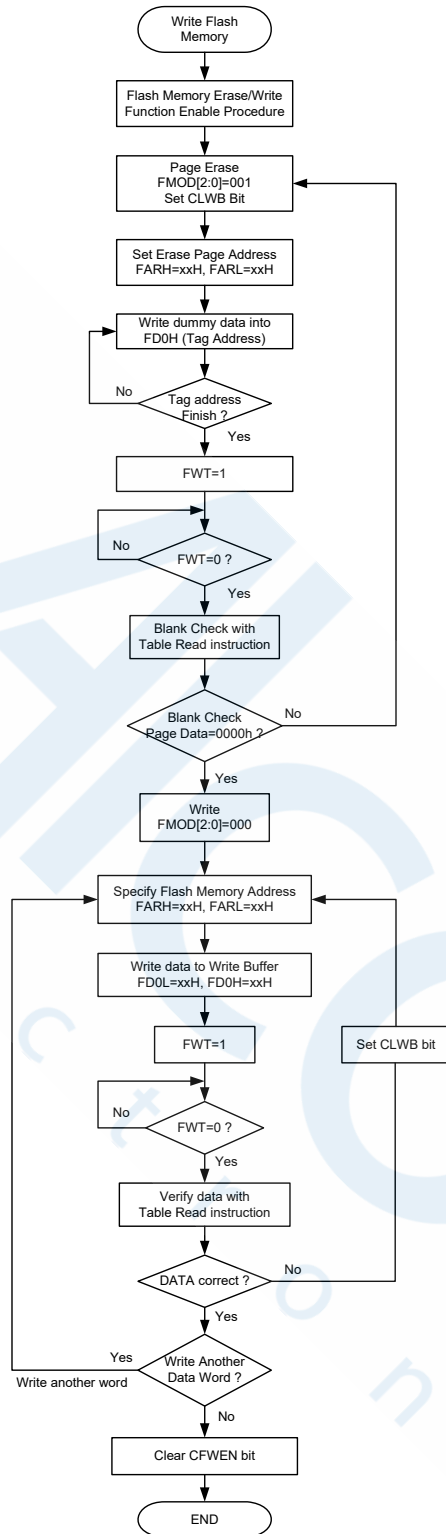 Write Flash
Memory
Flash Memory Erase/Write
Function Enable Procedure
Page Erase
FMOD[2:0]=001
Set CLWB Bit
Set Erase Page Address
FARH=xxH, FARL=xxH
Write dummy data into
FD0H (Tag Address)
No
Tag address
Finish ?
Yes
FWT=1
No
FWT=0 ?
Yes
Blank Check with
Table Read instruction
Blank Check
Page Data=0000h ?
No
Yes
Write
FMOD[2:0]=000
Specify Flash Memory Address
FARH=xxH, FARL=xxH
Write data to Write Buffer
FD0L=xxH, FD0H=xxH
FWT=1
Set CLWB bit
No
FWT=0 ?
Yes
Verify data with
Table Read instruction
DATA correct ?
No
Yes
Yes
Write Another
Data Word ?
Write another word
No
Clear CFWEN bit
END